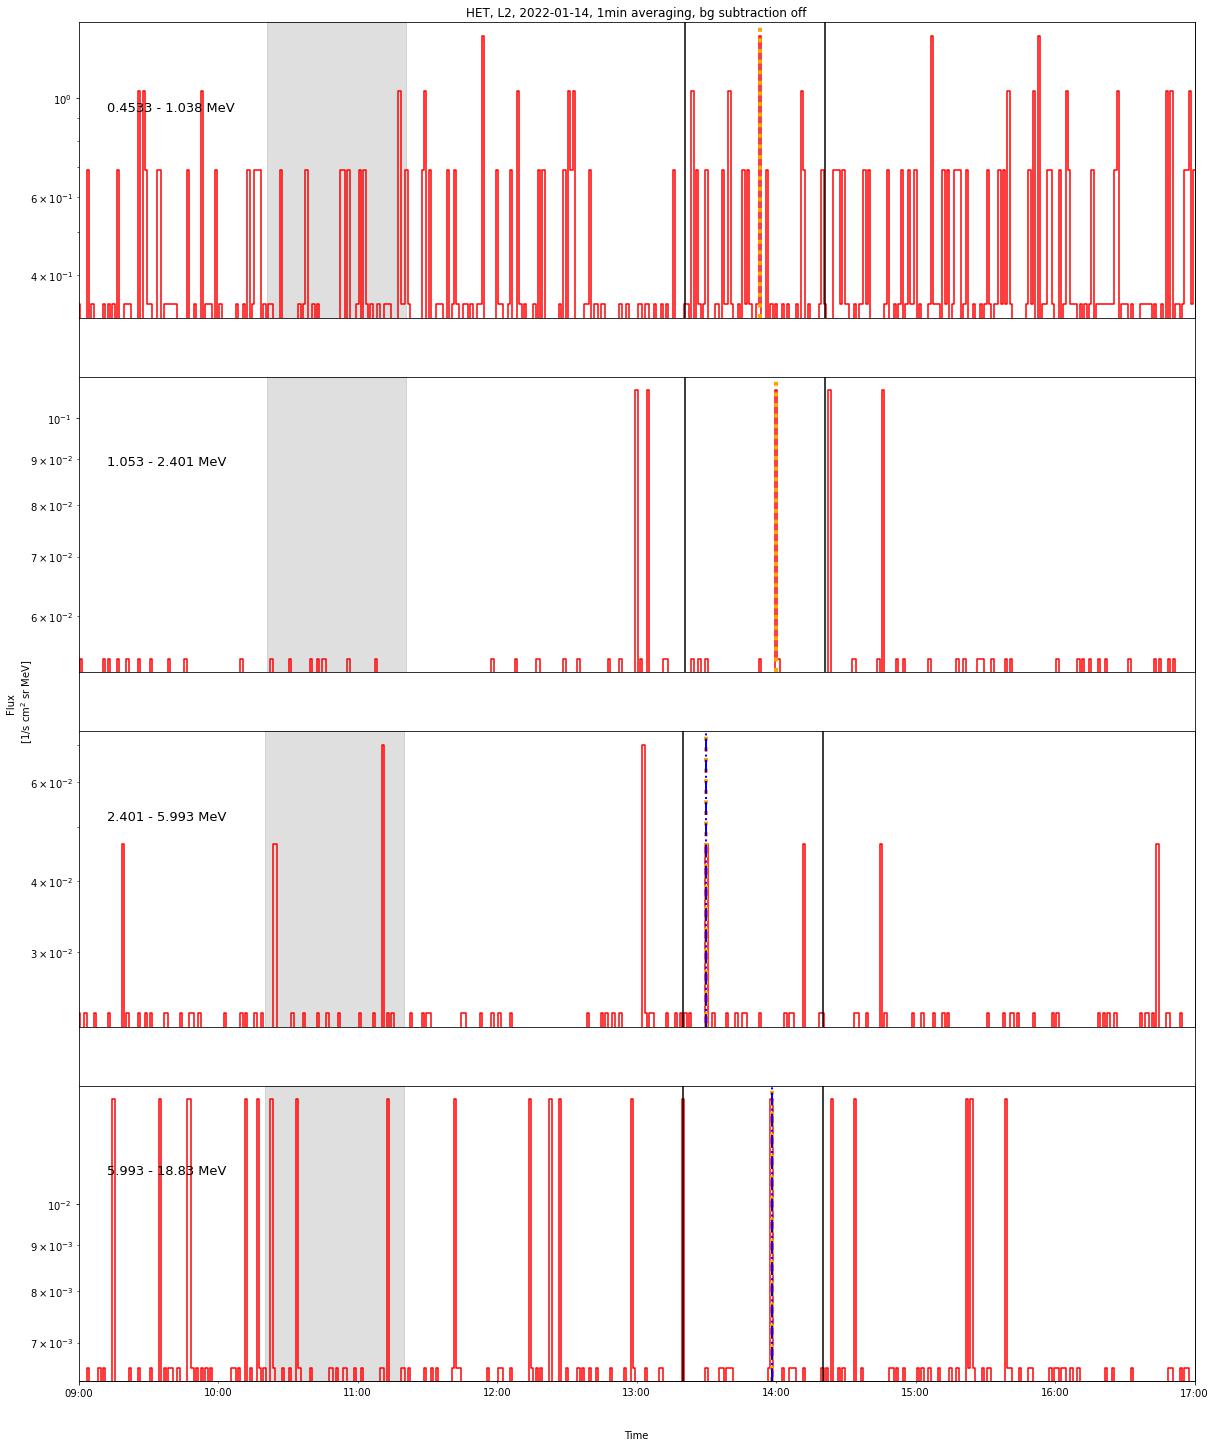 HET, L2, 2022-01-14, 1min averaging, bg subtraction off
10⁰
6 × 10⁻¹
4 × 10⁻¹
0.4533 - 1.038 MeV
10⁻¹
9 × 10⁻²
8 × 10⁻²
7 × 10⁻²
6 × 10⁻²
1.053 - 2.401 MeV
Flux
[1/s cm² sr MeV]
6 × 10⁻²
4 × 10⁻²
3 × 10⁻²
2.401 - 5.993 MeV
10⁻²
9 × 10⁻³
8 × 10⁻³
7 × 10⁻³
5.993 - 18.83 MeV
09:00 10:00 11:00 12:00 13:00 14:00 15:00 16:00 17:00
Time